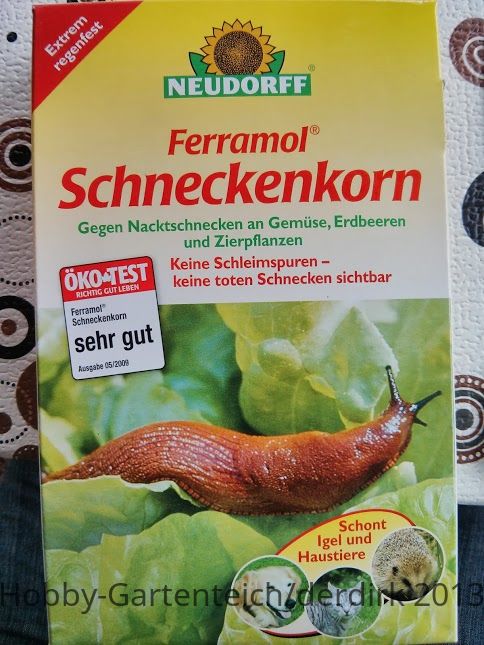 Extrem
regenfest
NEUDORFF®
Ferramol®
Schneckenkorn
Gegen Nacktschnecken an Gemüse, Erdbeeren
und Zierpflanzen
Keine Schleimspuren –
keine toten Schnecken sichtbar
ÖKO-TEST
RICHTIG GUT LEBEN
Ferramol®
Schneckenkorn
sehr gut
Ausgabe 05/2009
Schont
Igel und
Haustiere
Hobby-Gartenteich/derdirk 2013